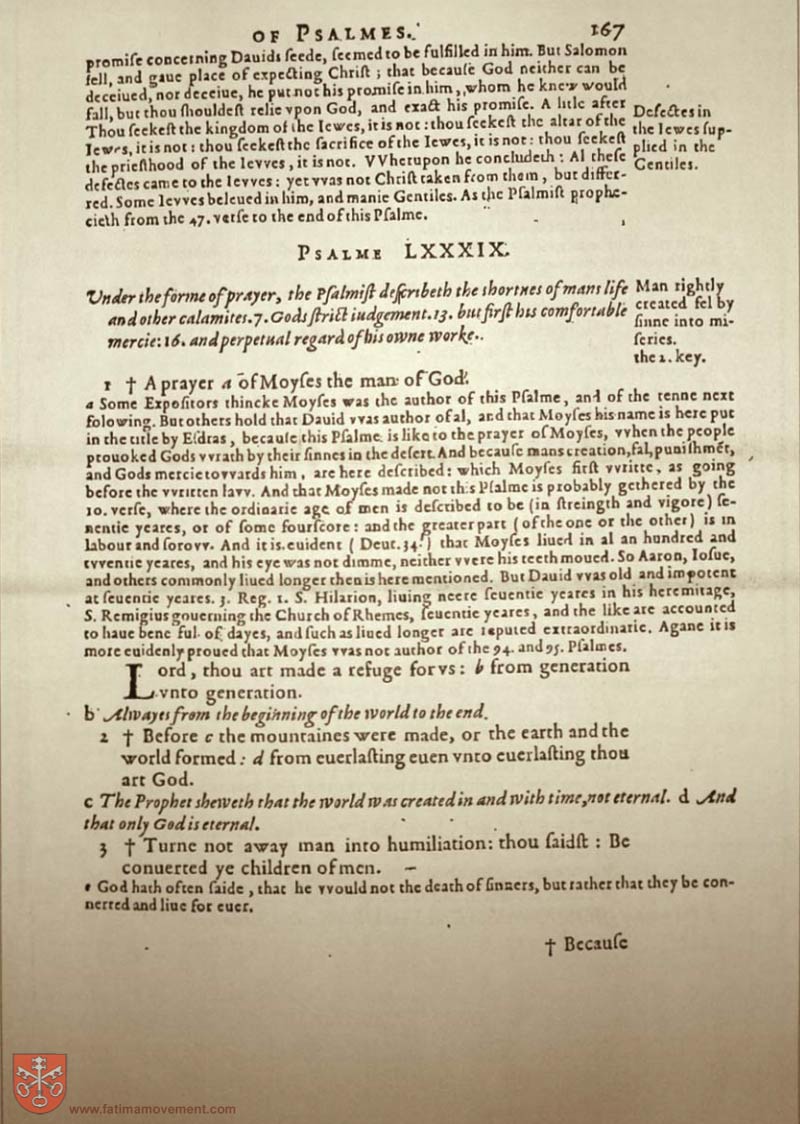 OF PSALMES. 167
promiſe concerning Dauids ſeede, ſeemed to be fulfilled in him. But Salomon
fell, and gaue place of expecting Chriſt; that becauſe God neither can be
deceiued, nor deceiue, he put not his promiſe in him, whom he knew would
fall, but thou ſhouldeſt relie vpon God, and exact his promiſe. A litle after
Thou ſeekeſt the kingdom of the Iewes, it is not: thou ſeekeſt the altar of the
Iewes, it is not: thou ſeekeſt the ſacrifice of the Iewes, it is not: thou ſeekeſt
the prieſthood of the Ievves, it is not. VVherupon he concludeth: Al theſe
defectes came to the Ievves: yet vvas not Chriſt taken from them, but differ-
red. Some Ievves beleued in him, and manie Gentiles. As the Pſalmiſt prophe-
cieth from the 47. verſe to the end of this Pſalme.
Defectes in
the Iewes ſup-
plied in the
Gentiles.
PSALME LXXXIX.
Vnder the forme of prayer, the Pſalmiſt deſcribeth the shortnes of mans life
and other calamites. 7. Gods ſtrict iudgement. 13. but firſt his comfortable
mercie: 16. and perpetual regard of his owne worke..
Man rightly
created fel by
ſinne into mi-
ſeries.
the 2. key.
1 † A prayer a of Moyſes the man of God.
a Some Expoſitors thincke Moyſes was the author of this Pſalme, and of the tenne next
folowing. But others hold that Dauid vvas author of al, and that Moyſes his name is here put
in the title by Eſdras, becauſe this Pſalme is like to the prayer of Moyſes, vvhen the people
prouoked Gods vvrath by their ſinnes in the deſert. And becauſe mans creation, fal, puniſhmēt,
and Gods mercie tovvards him, are here deſcribed: which Moyſes firſt vvritte, as going
before the vvritten lavv. And that Moyſes made not this Pſalme is probably gethered by the
10. verſe, where the ordinarie age of men is deſcribed to be (in ſtreingth and vigore) ſe-
uentie yeares, or of ſome fourſcore: and the greater part (of the one or the other) is in
labour and ſorovv. And it is euident (Deut. 34.) that Moyſes liued in al an hundred and
tvventie yeares, and his eye was not dimme, neither vvere his teeth moued. So Aaron, Ioſue,
and others commonly liued longer then is here mentioned. But Dauid vvas old and impotent
at ſeuentie yeares. 3. Reg. 1. S. Hilarion, liuing neere ſeuentie yeares in his heremitage,
S. Remigius gouerning the Church of Rhemes, ſeuentie yeares, and the like are accounted
to haue bene ful of dayes, and ſuch as liued longer are reputed extraordinarie. Agane it is
more euidenly proued that Moyſes vvas not author of the 94. and 95. Pſalmes.
Lord, thou art made a refuge for vs: b from generation
vnto generation.
b Alwayes from the beginning of the world to the end.
2 † Before c the mountaines were made, or the earth and the
world formed: d from euerlaſting euen vnto euerlaſting thou
art God.
c The Prophet sheweth that the world was created in and with time, not eternal. d And
that only God is eternal.
3 † Turne not away man into humiliation: thou ſaidſt: Be
conuerted ye children of men.
e God hath often ſaide, that he vvould not the death of ſinners, but rather that they be con-
uerted and liue for euer.
† Becauſe
www.fatimamovement.com